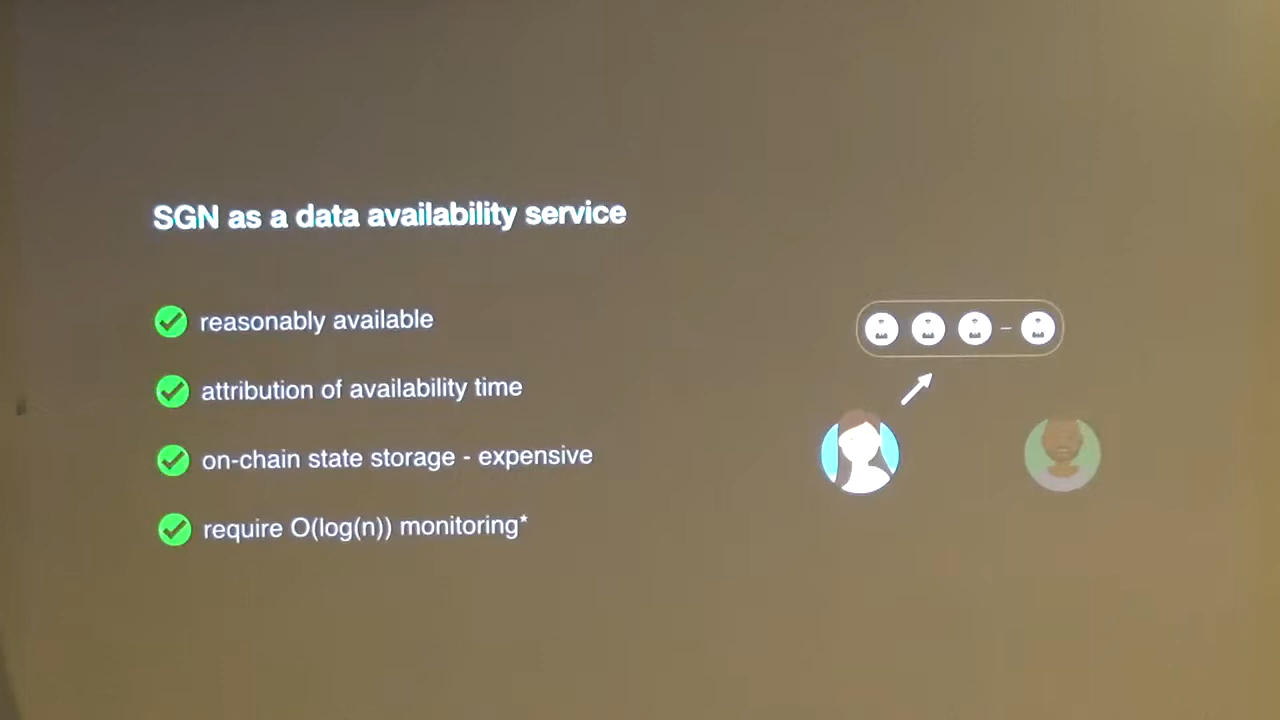 SGN as a data availability service
reasonably available
attribution of availability time
on-chain state storage - expensive
require O(log(n)) monitoring*